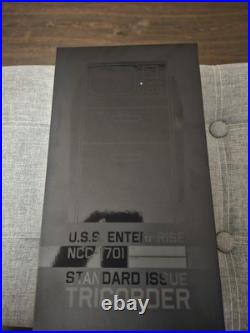 U.S.S. ENTERPRISE
NCC-1701
STANDARD ISSUE
TRICORDER